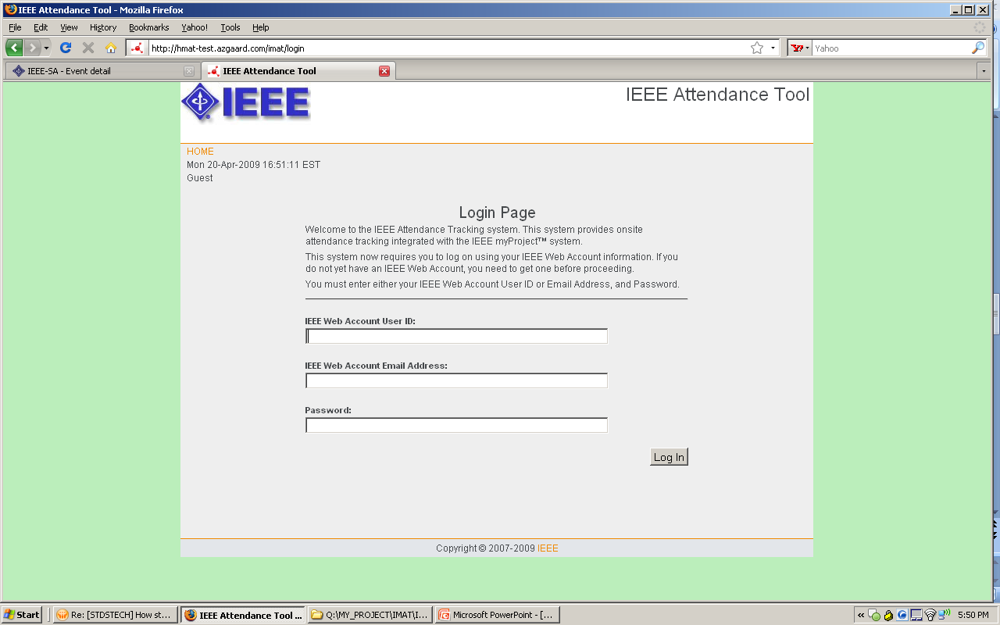 IEEE Attendance Tool - Mozilla Firefox
File Edit View History Bookmarks Yahoo! Tools Help
http://hmat-test.azgaard.com/imat/login
Y! Yahoo
IEEE-SA - Event detail
IEEE Attendance Tool
IEEE
IEEE Attendance Tool
HOME
Mon 20-Apr-2009 16:51:11 EST
Guest
Login Page
Welcome to the IEEE Attendance Tracking system. This system provides onsite
attendance tracking integrated with the IEEE myProject™ system.
This system now requires you to log on using your IEEE Web Account information. If you
do not yet have an IEEE Web Account, you need to get one before proceeding.
You must enter either your IEEE Web Account User ID or Email Address, and Password.
IEEE Web Account User ID:
IEEE Web Account Email Address:
Password:
Log In
Copyright © 2007-2009 IEEE
Start
Re: [STDSTECH] How st...
IEEE Attendance Tool ...
Q:\MY_PROJECT\IMAT\I...
Microsoft PowerPoint - [...
5:50 PM